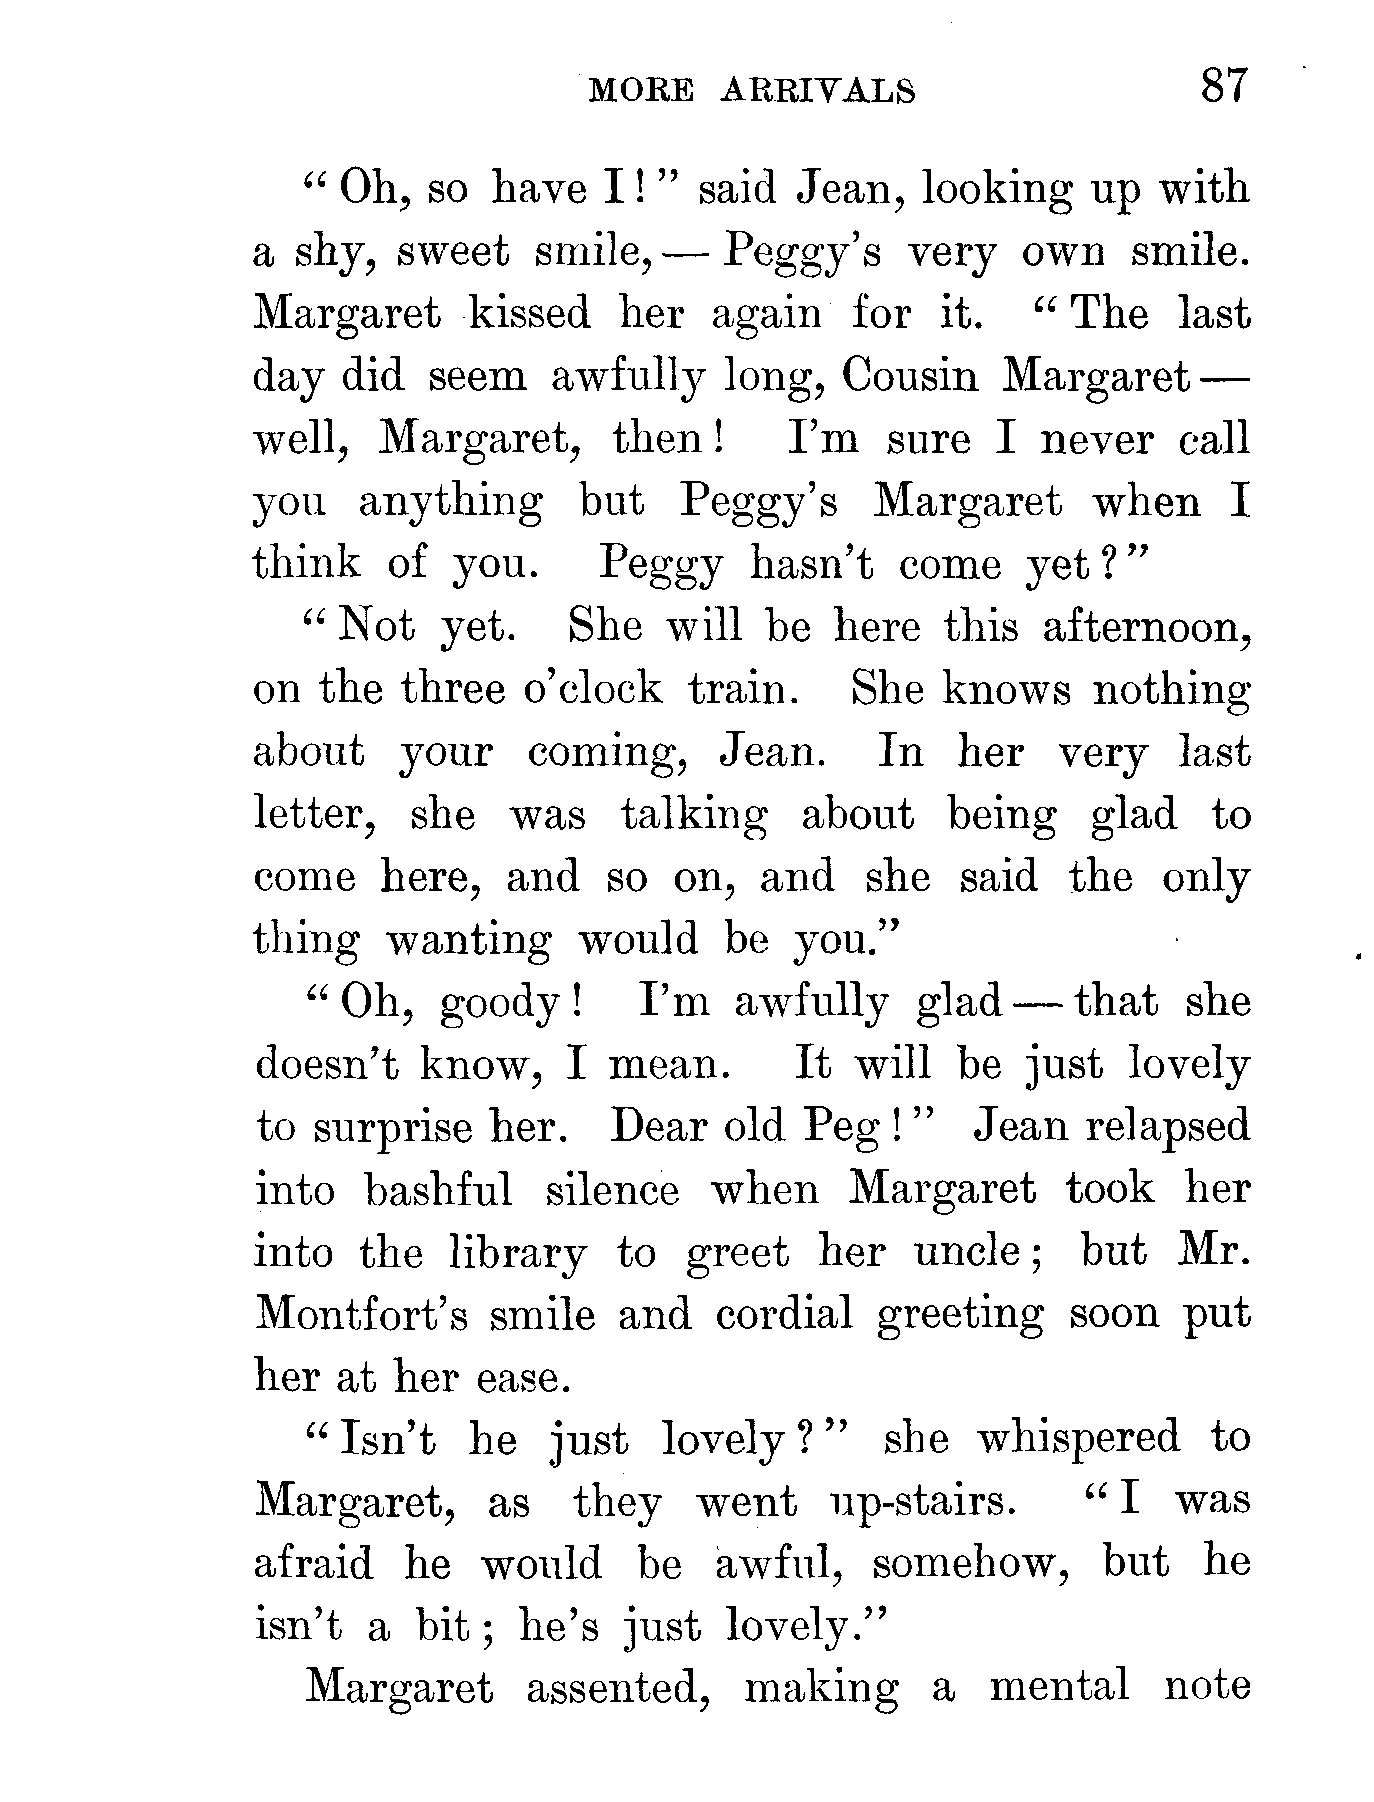 MORE ARRIVALS 87
"Oh, so have I!" said Jean, looking up with
a shy, sweet smile,— Peggy's very own smile.
Margaret kissed her again for it. "The last
day did seem awfully long, Cousin Margaret—
well, Margaret, then! I'm sure I never call
you anything but Peggy's Margaret when I
think of you. Peggy hasn't come yet?"
"Not yet. She will be here this afternoon,
on the three o'clock train. She knows nothing
about your coming, Jean. In her very last
letter, she was talking about being glad to
come here, and so on, and she said the only
thing wanting would be you."
"Oh, goody! I'm awfully glad—that she
doesn't know, I mean. It will be just lovely
to surprise her. Dear old Peg!" Jean relapsed
into bashful silence when Margaret took her
into the library to greet her uncle; but Mr.
Montfort's smile and cordial greeting soon put
her at her ease.
"Isn't he just lovely?" she whispered to
Margaret, as they went up-stairs. "I was
afraid he would be awful, somehow, but he
isn't a bit; he's just lovely."
Margaret assented, making a mental note